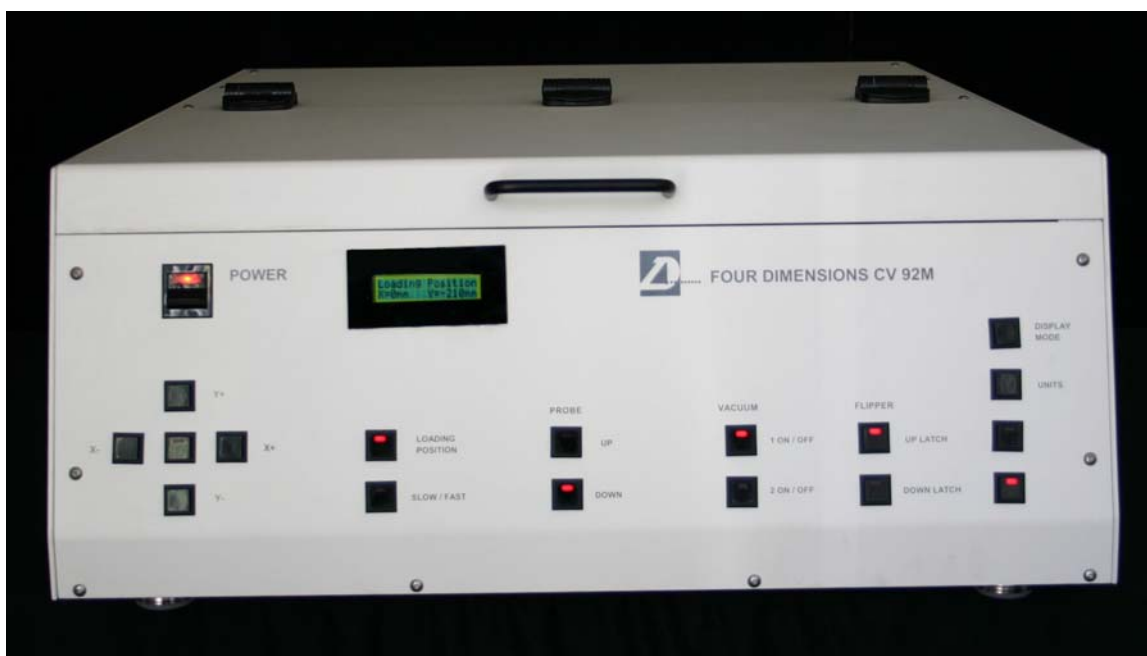 POWER
Loading Position
X=0mm Y=-210mm
FOUR DIMENSIONS CV 92M
DISPLAY
MODE
UNITS
Y+
X-
X+
Y-
LOADING
POSITION
SLOW / FAST
PROBE
UP
DOWN
VACUUM
1 ON / OFF
2 ON / OFF
FLIPPER
UP LATCH
DOWN LATCH